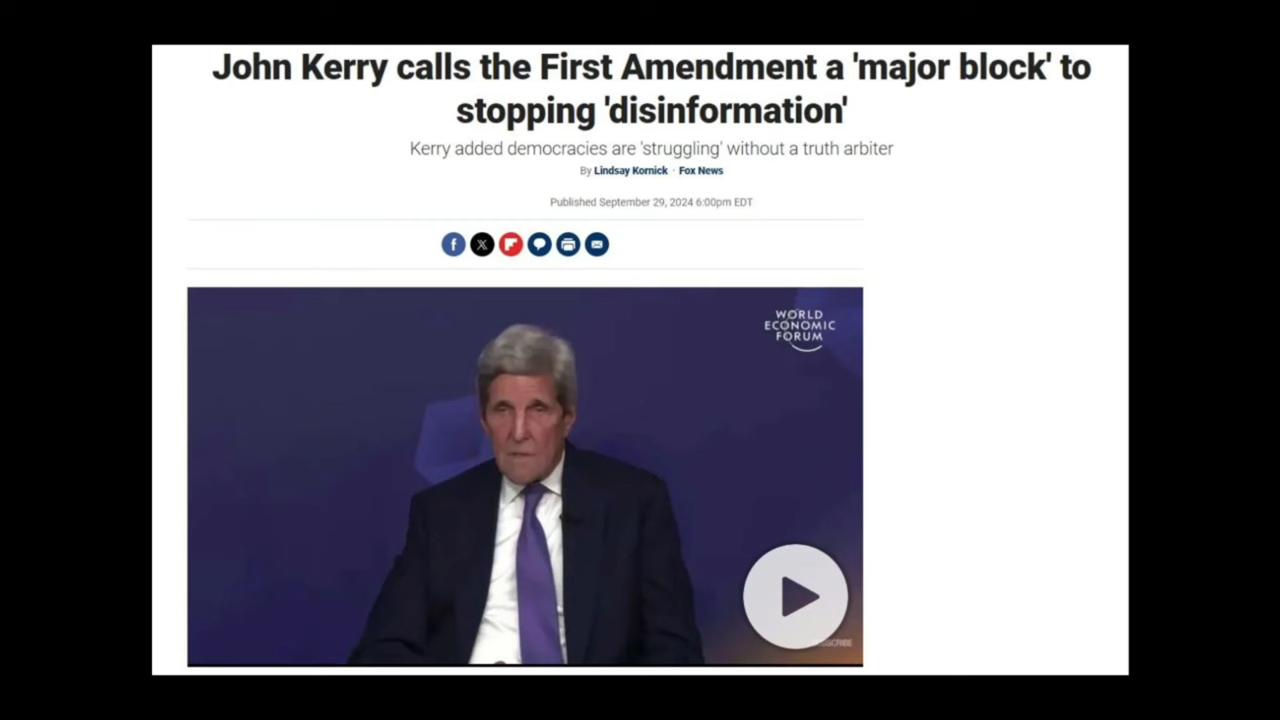 John Kerry calls the First Amendment a 'major block' to
stopping 'disinformation'
Kerry added democracies are 'struggling' without a truth arbiter
By Lindsay Kornick · Fox News
Published September 29, 2024 6:00pm EDT
WORLD
ECONOMIC
FORUM